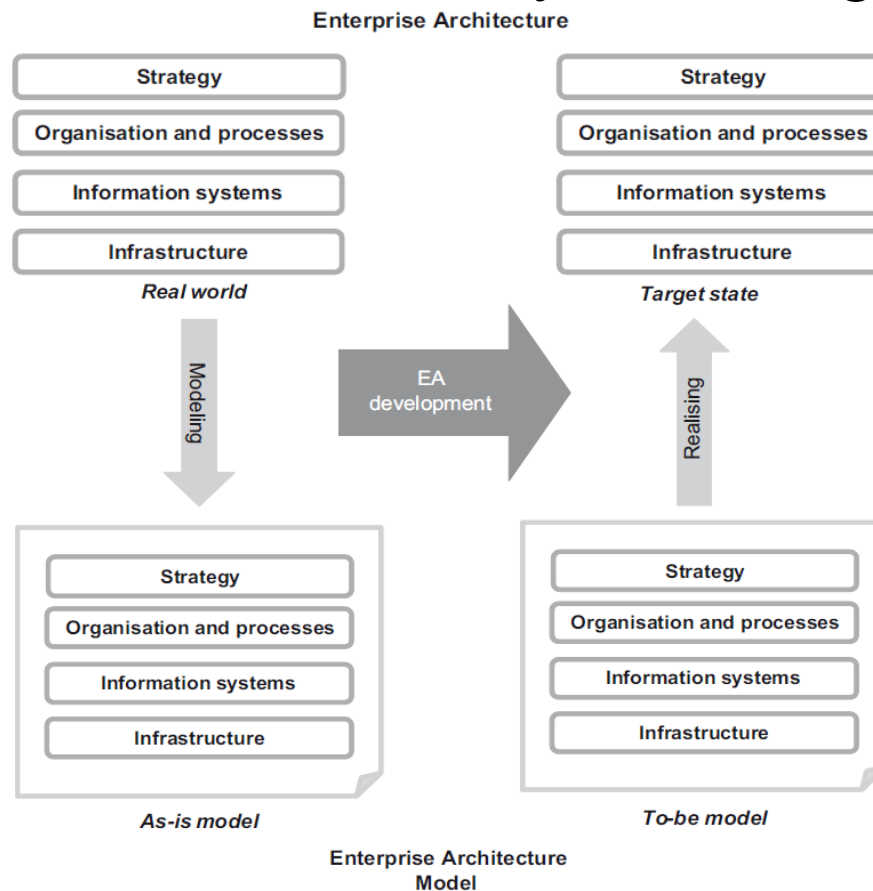 Enterprise Architecture
Strategy
Organisation and processes
Information systems
Infrastructure
Real world
Strategy
Organisation and processes
Information systems
Infrastructure
Target state
Modeling
EA
development
Realising
Strategy
Organisation and processes
Information systems
Infrastructure
As-is model
Strategy
Organisation and processes
Information systems
Infrastructure
To-be model
Enterprise Architecture
Model